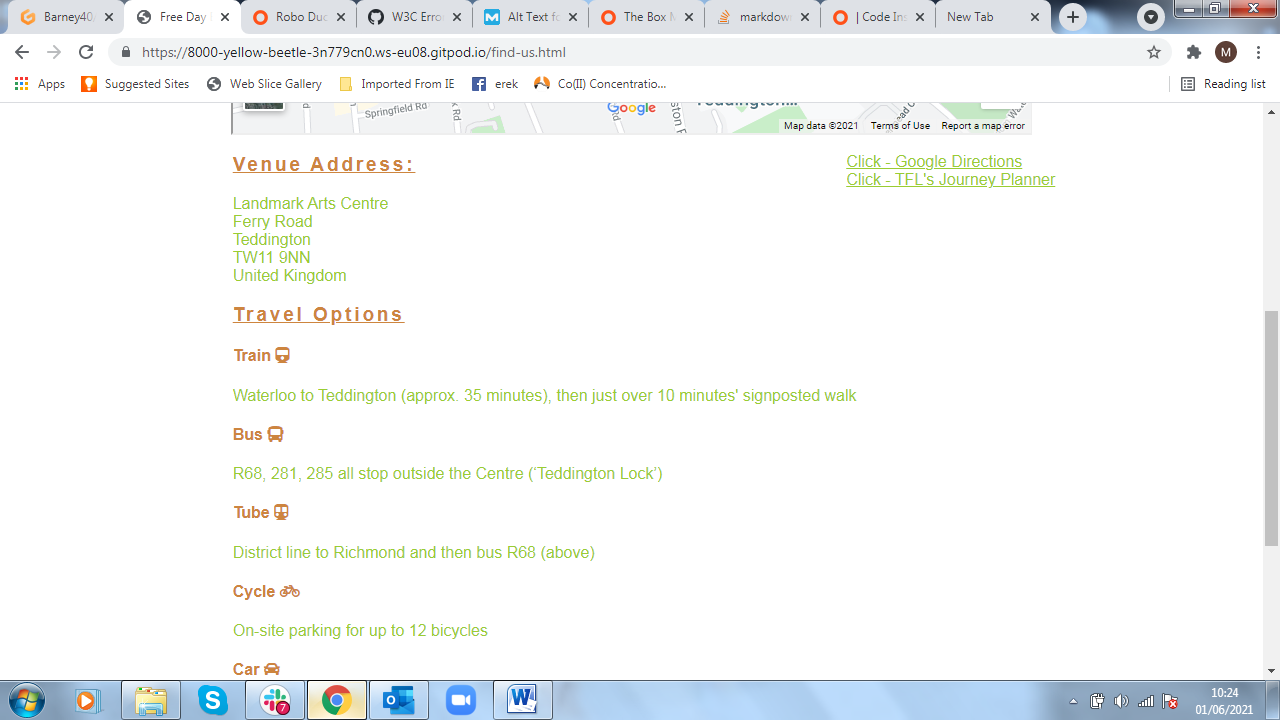 Barney40
Free Day
Robo Duc
W3C Erro
Alt Text fo
The Box M
markdown
| Code Ins
New Tab
https://8000-yellow-beetle-3n779cn0.ws-eu08.gitpod.io/find-us.html
M
Apps
Suggested Sites
Web Slice Gallery
Imported From IE
erek
Co(II) Concentratio...
Reading list
Springfield Rd
Google
Teddington...
Map data ©2021 Terms of Use Report a map error
Venue Address:
Click - Google Directions
Click - TFL's Journey Planner
Landmark Arts Centre
Ferry Road
Teddington
TW11 9NN
United Kingdom
Travel Options
Train
Waterloo to Teddington (approx. 35 minutes), then just over 10 minutes' signposted walk
Bus
R68, 281, 285 all stop outside the Centre (‘Teddington Lock’)
Tube
District line to Richmond and then bus R68 (above)
Cycle
On-site parking for up to 12 bicycles
Car
7
10:24
01/06/2021